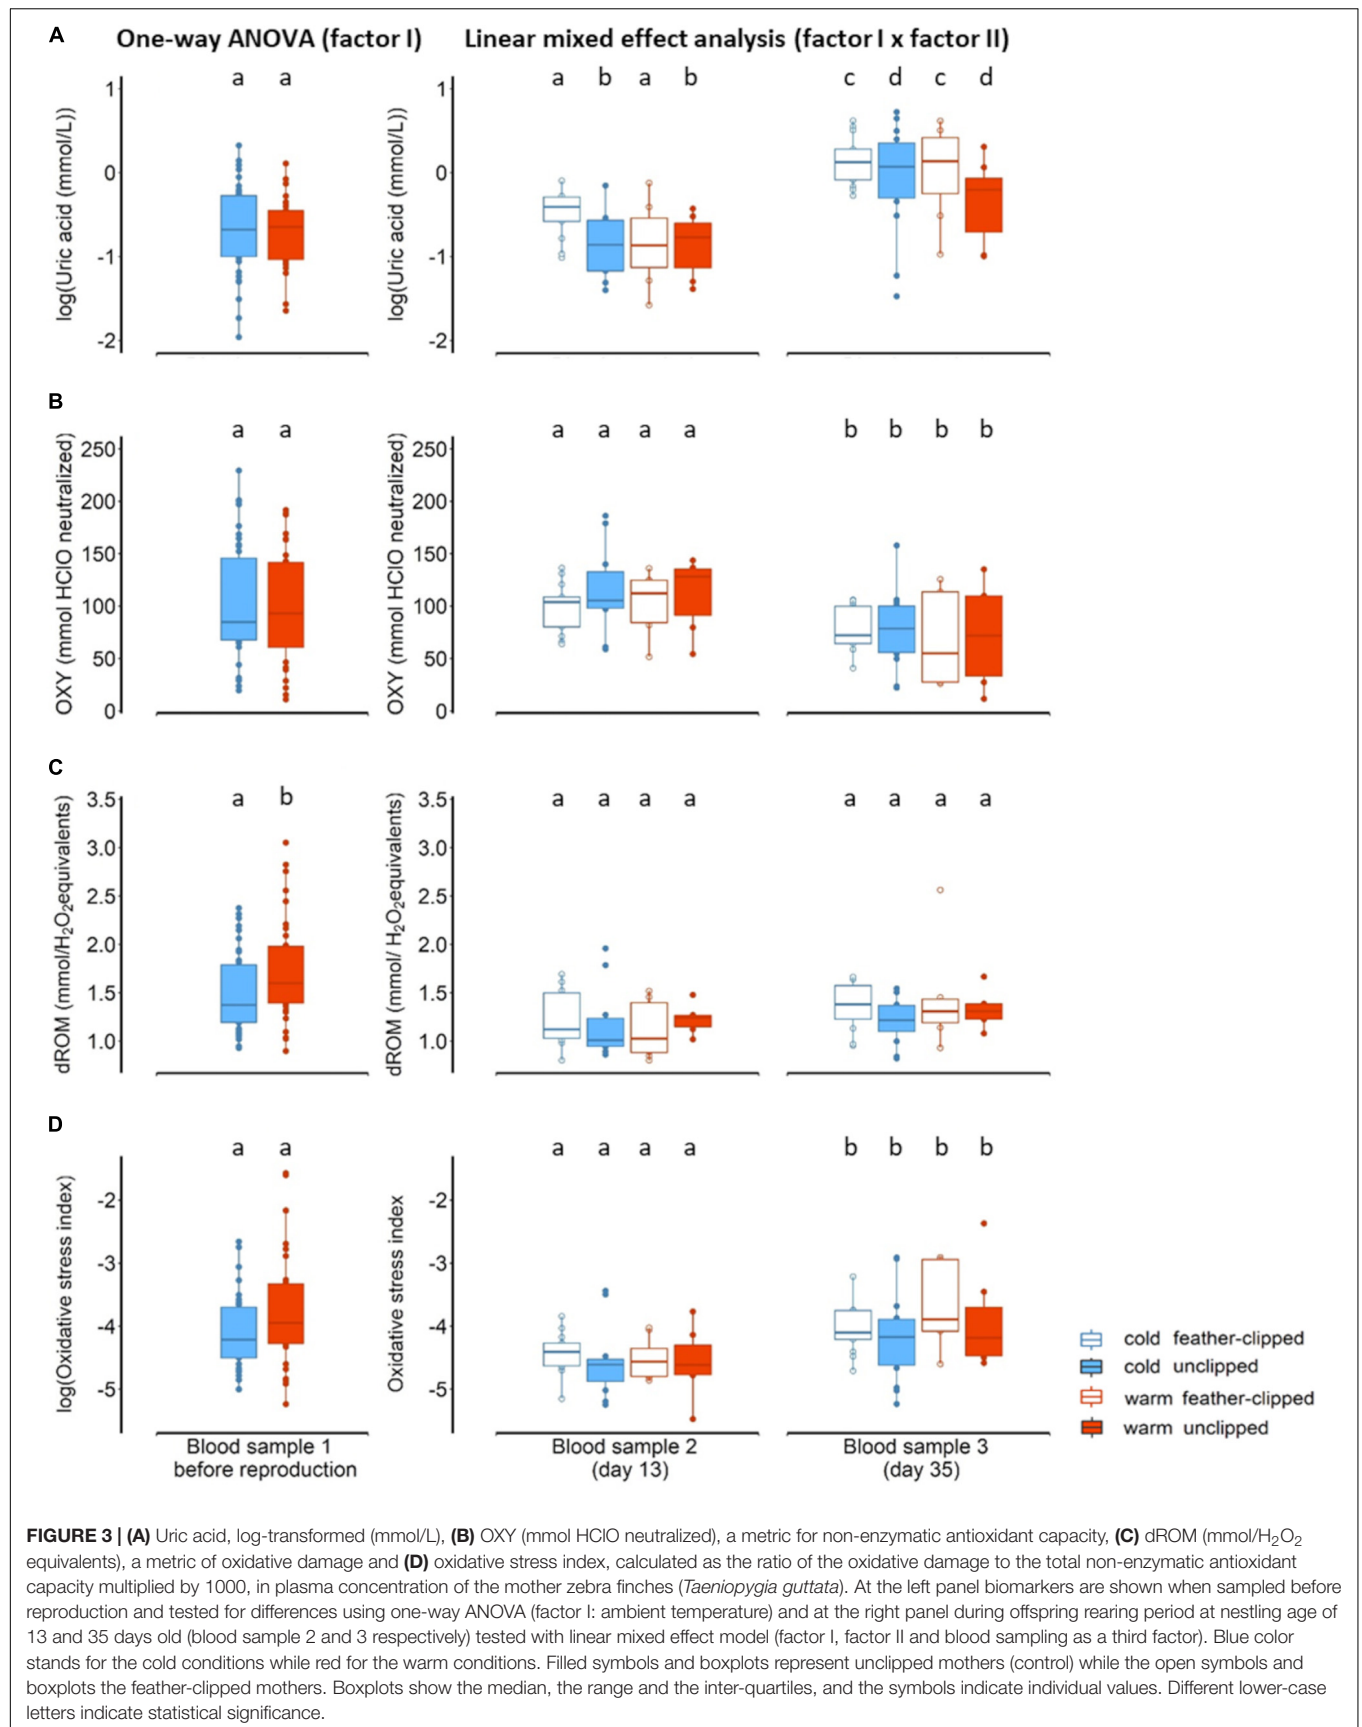 A
One-way ANOVA (factor I)
Linear mixed effect analysis (factor I x factor II)
a a
a b a b
c d c d
log(Uric acid (mmol/L))
1
0
-1
-2
log(Uric acid (mmol/L))
1
0
-1
-2
B
a a
a a a a
b b b b
OXY (mmol HClO neutralized)
250
200
150
100
50
0
OXY (mmol HClO neutralized)
250
200
150
100
50
0
C
a b
a a a a
a a a a
dROM (mmol/H2O2equivalents)
3.5
3.0
2.5
2.0
1.5
1.0
dROM (mmol/ H2O2equivalents)
3.5
3.0
2.5
2.0
1.5
1.0
D
a a
a a a a
b b b b
log(Oxidative stress index)
-2
-3
-4
-5
Oxidative stress index
-2
-3
-4
-5
cold feather-clipped
cold unclipped
warm feather-clipped
warm unclipped
Blood sample 1
before reproduction
Blood sample 2
(day 13)
Blood sample 3
(day 35)
FIGURE 3 | (A) Uric acid, log-transformed (mmol/L), (B) OXY (mmol HClO neutralized), a metric for non-enzymatic antioxidant capacity, (C) dROM (mmol/H2O2
equivalents), a metric of oxidative damage and (D) oxidative stress index, calculated as the ratio of the oxidative damage to the total non-enzymatic antioxidant
capacity multiplied by 1000, in plasma concentration of the mother zebra finches (Taeniopygia guttata). At the left panel biomarkers are shown when sampled before
reproduction and tested for differences using one-way ANOVA (factor I: ambient temperature) and at the right panel during offspring rearing period at nestling age of
13 and 35 days old (blood sample 2 and 3 respectively) tested with linear mixed effect model (factor I, factor II and blood sampling as a third factor). Blue color
stands for the cold conditions while red for the warm conditions. Filled symbols and boxplots represent unclipped mothers (control) while the open symbols and
boxplots the feather-clipped mothers. Boxplots show the median, the range and the inter-quartiles, and the symbols indicate individual values. Different lower-case
letters indicate statistical significance.